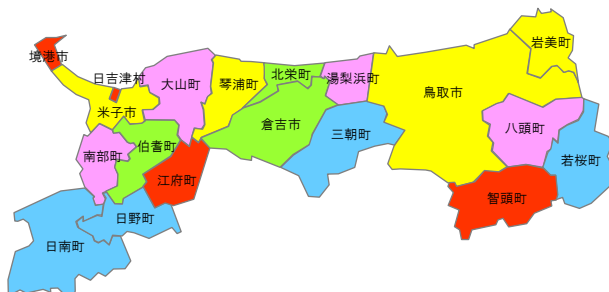 境港市
日吉津村
米子市
大山町
琴浦町
北栄町
湯梨浜町
鳥取市
岩美町
南部町
伯耆町
倉吉市
三朝町
八頭町
若桜町
江府町
智頭町
日野町
日南町